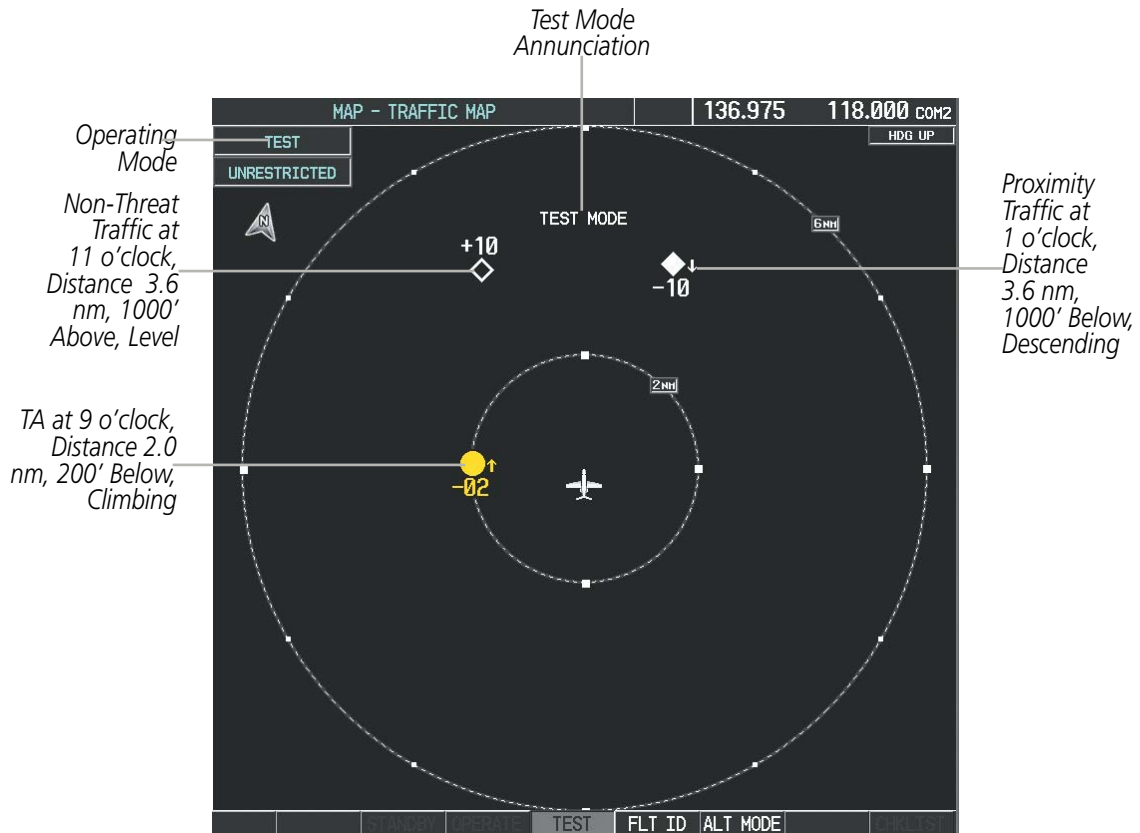 Test Mode
Annunciation
MAP - TRAFFIC MAP
136.975
118.000 COM2
Operating
Mode
TEST
HDG UP
UNRESTRICTED
Non-Threat
Traffic at
11 o'clock,
Distance 3.6
nm, 1000'
Above, Level
N
TEST MODE
6NM
+10
-10
Proximity
Traffic at
1 o'clock,
Distance
3.6 nm,
1000' Below,
Descending
2NM
TA at 9 o'clock,
Distance 2.0
nm, 200' Below,
Climbing
-02
STANDBY OPERATE TEST FLT ID ALT MODE CHKLIST